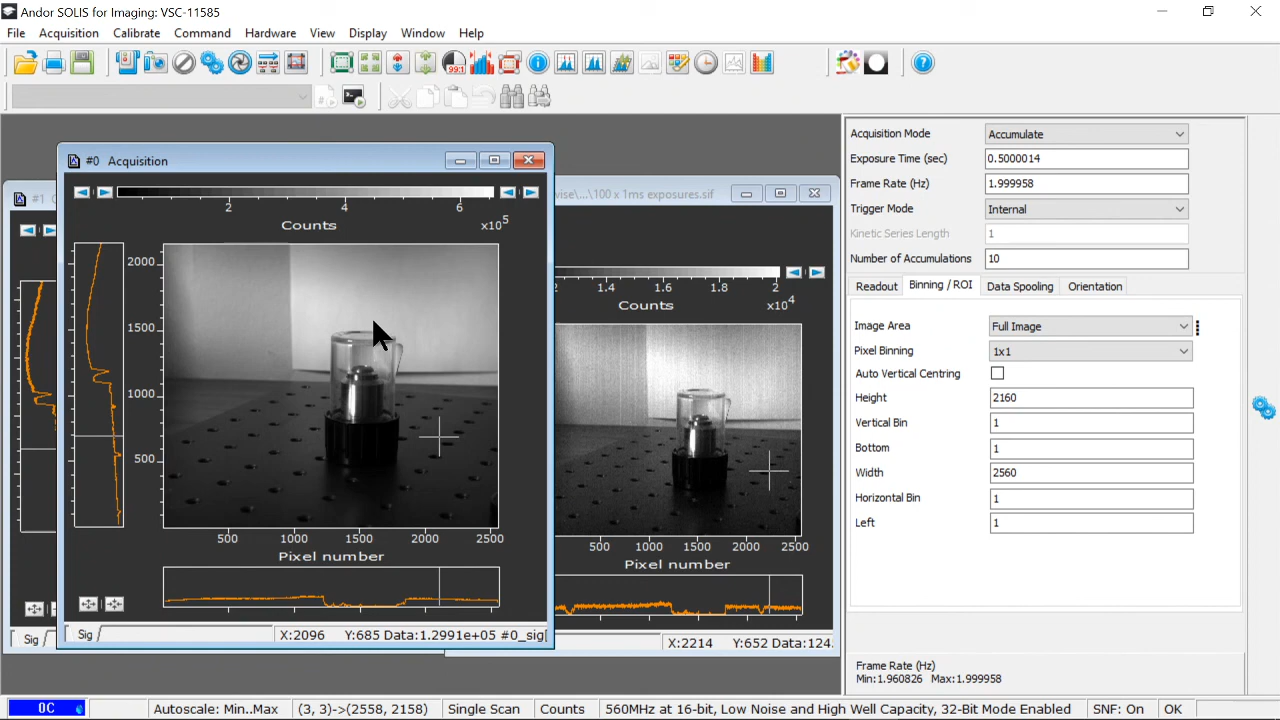 Andor SOLIS for Imaging: VSC-11585
File Acquisition Calibrate Command Hardware View Display Window Help
99:1
#0 Acquisition
2 4 6
Counts x10⁵
2000
1500
1000
500
500 1000 1500 2000 2500
Pixel number
Sig X:2096 Y:685 Data:1.2991e+05 #0_sig
#1
Sig
wise\...\100 x 1ms exposures.sif
1.4 1.6 1.8 2
Counts x10⁴
500 1000 1500 2000 2500
Pixel number
X:2214 Y:652 Data:124.
Acquisition Mode Accumulate
Exposure Time (sec) 0.5000014
Frame Rate (Hz) 1.999958
Trigger Mode Internal
Kinetic Series Length 1
Number of Accumulations 10
Readout Binning / ROI Data Spooling Orientation
Image Area Full Image
Pixel Binning 1x1
Auto Vertical Centring
Height 2160
Vertical Bin 1
Bottom 1
Width 2560
Horizontal Bin 1
Left 1
Frame Rate (Hz)
Min:1.960826 Max:1.999958
0C Autoscale: Min..Max (3, 3)->(2558, 2158) Single Scan Counts 560MHz at 16-bit, Low Noise and High Well Capacity, 32-Bit Mode Enabled SNF: On OK